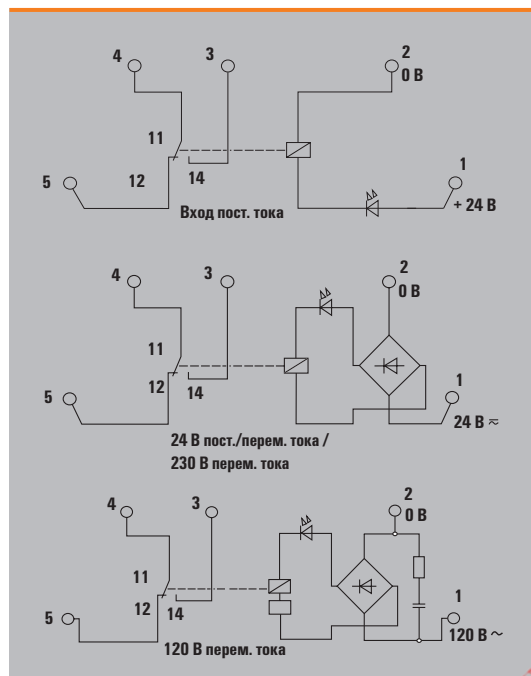 4 3 2
0 В
11
5 12 14 1
+ 24 В
Вход пост. тока
4 3 2
0 В
11
12 14 1
5 24 В ⎓
24 В пост./перем. тока /
230 В перем. тока
4 3 2
0 В
11
12 14 1
5 120 В ~
120 В перем. тока